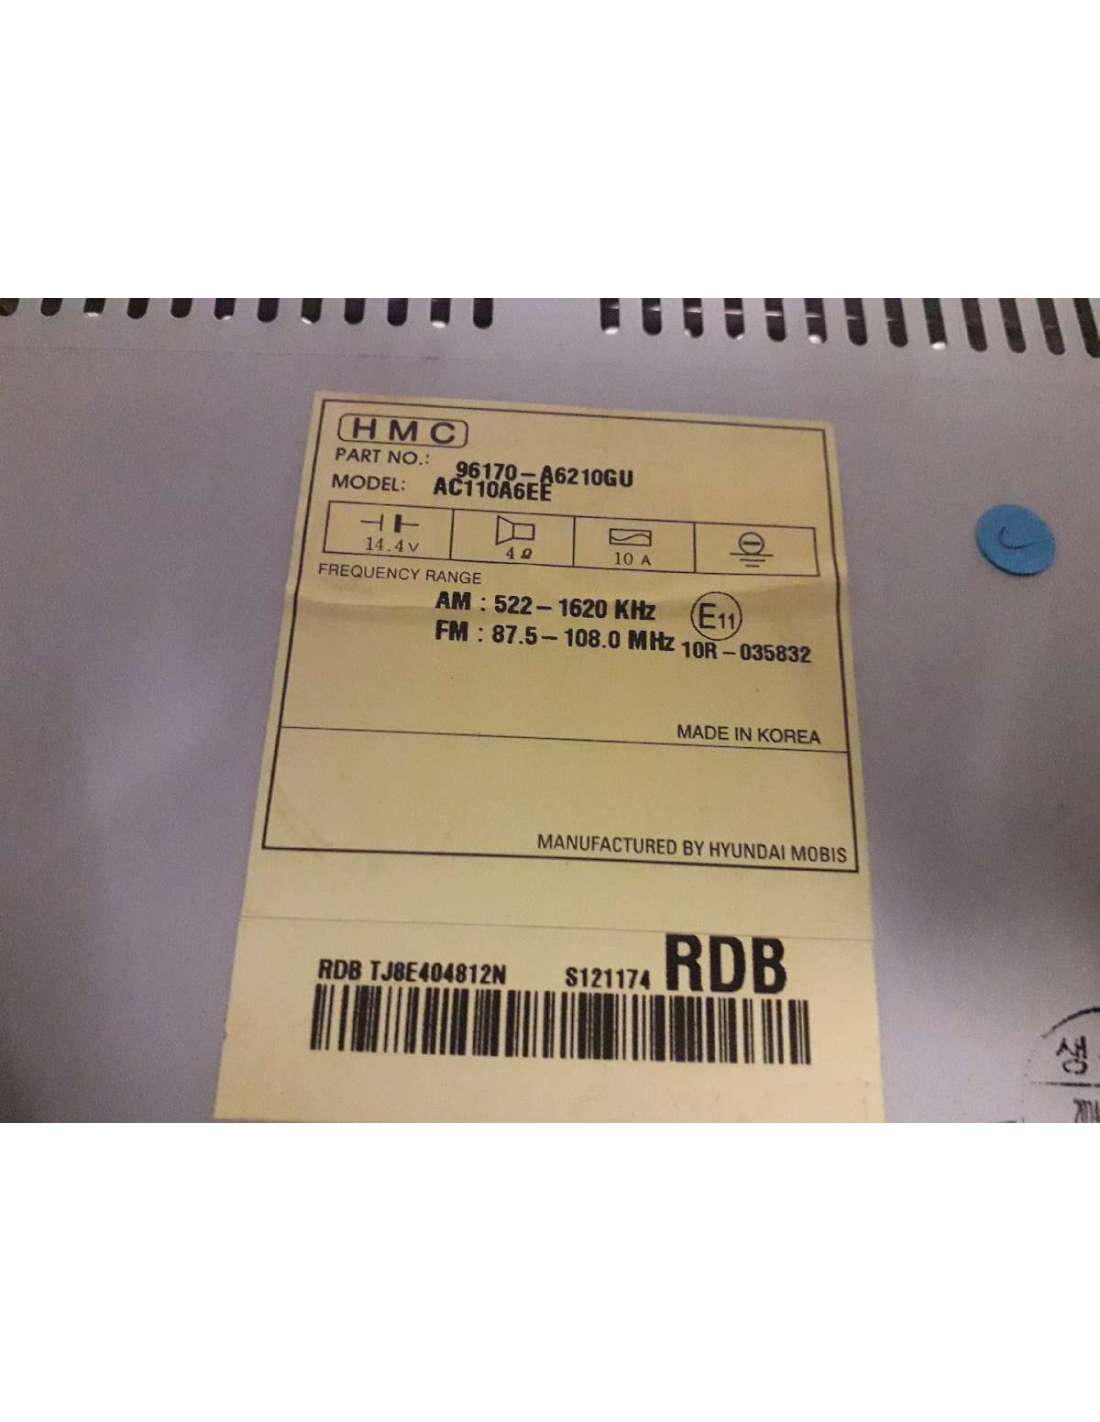 HMC
PART NO.: 96170-A6210GU
MODEL: AC110A6EE
14.4V 4Ω 10 A
FREQUENCY RANGE
AM : 522-1620 KHz E11
FM : 87.5-108.0 MHz 10R-035832
MADE IN KOREA
MANUFACTURED BY HYUNDAI MOBIS
RDB TJ8E404812N S121174 RDB
생